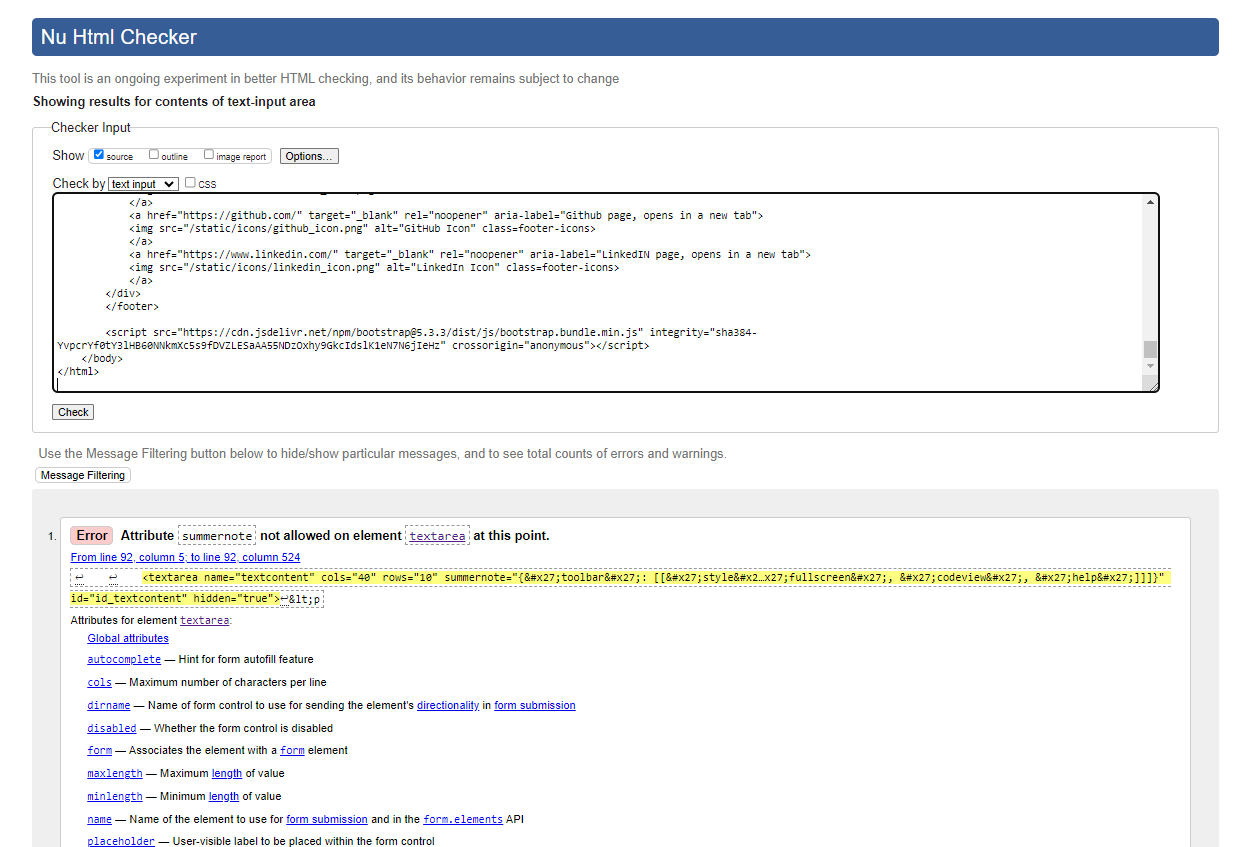 Nu Html Checker
This tool is an ongoing experiment in better HTML checking, and its behavior remains subject to change
Showing results for contents of text-input area
Checker Input
Show source outline image report Options...
Check by text input css
</a>
<a href="https://github.com/" target="_blank" rel="noopener" aria-label="Github page, opens in a new tab">
<img src="/static/icons/github_icon.png" alt="GitHub Icon" class=footer-icons>
</a>
<a href="https://www.linkedin.com/" target="_blank" rel="noopener" aria-label="LinkedIN page, opens in a new tab">
<img src="/static/icons/linkedin_icon.png" alt="LinkedIn Icon" class=footer-icons>
</a>
</div>
</footer>
<script src="https://cdn.jsdelivr.net/npm/bootstrap@5.3.3/dist/js/bootstrap.bundle.min.js" integrity="sha384-
YvpcrYf0tY3lHB60NNkmXc5s9fDVZLESaAA55NDzOxhy9GkcIdslK1eN7N6jIeHz" crossorigin="anonymous"></script>
</body>
</html>
Check
Use the Message Filtering button below to hide/show particular messages, and to see total counts of errors and warnings.
Message Filtering
1. Error Attribute summernote not allowed on element textarea at this point.
From line 92, column 5; to line 92, column 524
↩ ↩ <textarea name="textcontent" cols="40" rows="10" summernote="{&#x27;toolbar&#x27;: [[&#x27;style&#x2…x27;fullscreen&#x27;, &#x27;codeview&#x27;, &#x27;help&#x27;]]]}"
id="id_textcontent" hidden="true">↩&lt;p
Attributes for element textarea:
Global attributes
autocomplete — Hint for form autofill feature
cols — Maximum number of characters per line
dirname — Name of form control to use for sending the element's directionality in form submission
disabled — Whether the form control is disabled
form — Associates the element with a form element
maxlength — Maximum length of value
minlength — Minimum length of value
name — Name of the element to use for form submission and in the form.elements API
placeholder — User-visible label to be placed within the form control